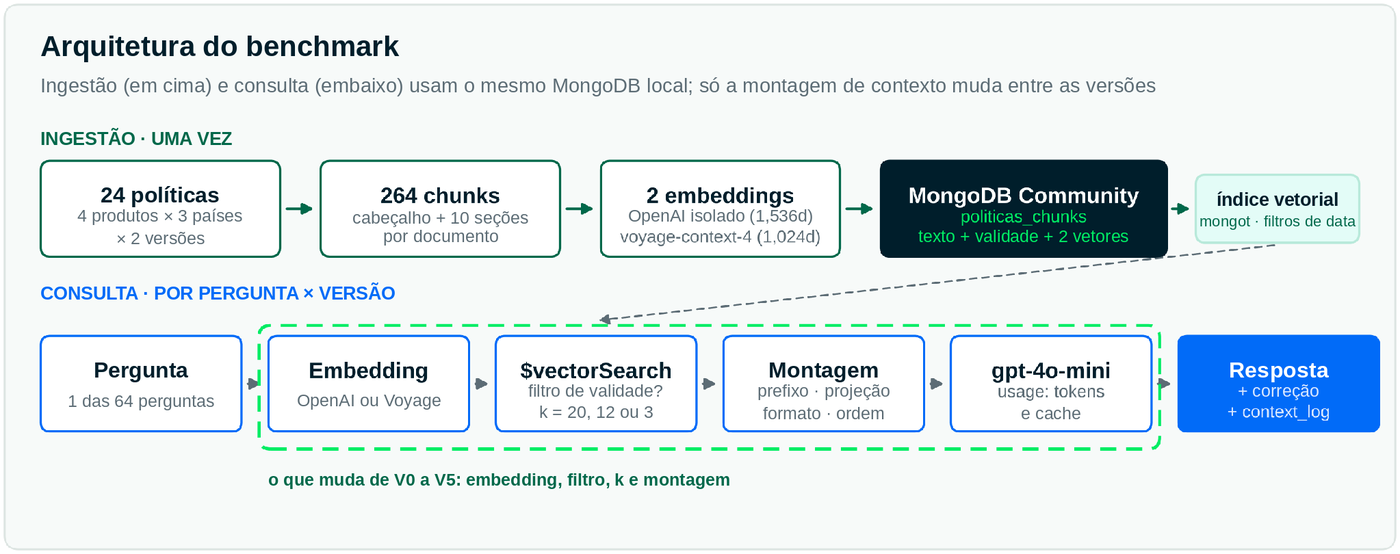 Arquitetura do benchmark
Ingestão (em cima) e consulta (embaixo) usam o mesmo MongoDB local; só a montagem de contexto muda entre as versões
INGESTÃO · UMA VEZ
24 políticas
4 produtos × 3 países
× 2 versões
264 chunks
cabeçalho + 10 seções
por documento
2 embeddings
OpenAI isolado (1,536d)
voyage-context-4 (1,024d)
MongoDB Community
politicas_chunks
texto + validade + 2 vetores
índice vetorial
mongot · filtros de data
CONSULTA · POR PERGUNTA × VERSÃO
Pergunta
1 das 64 perguntas
Embedding
OpenAI ou Voyage
$vectorSearch
filtro de validade?
k = 20, 12 ou 3
Montagem
prefixo · projeção
formato · ordem
gpt-4o-mini
usage: tokens
e cache
Resposta
+ correção
+ context_log
o que muda de V0 a V5: embedding, filtro, k e montagem